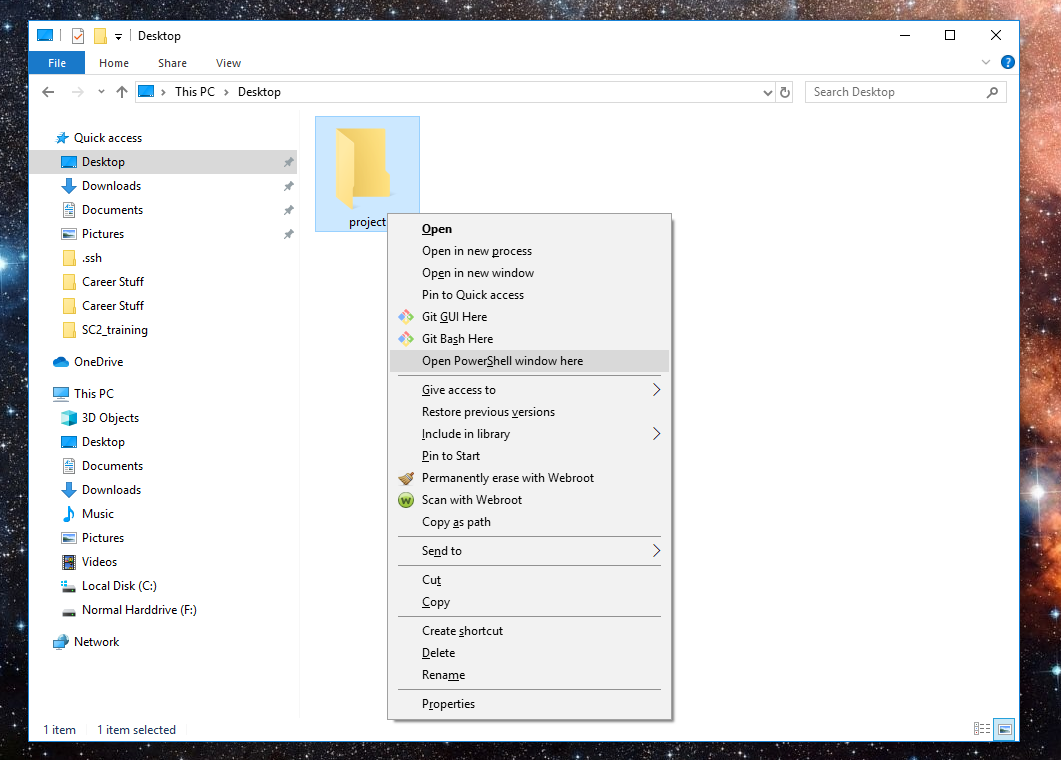 Desktop
File Home Share View
This PC Desktop
Search Desktop
Quick access
Desktop
Downloads
Documents
Pictures
.ssh
Career Stuff
Career Stuff
SC2_training
OneDrive
This PC
3D Objects
Desktop
Documents
Downloads
Music
Pictures
Videos
Local Disk (C:)
Normal Harddrive (F:)
Network
project
Open
Open in new process
Open in new window
Pin to Quick access
Git GUI Here
Git Bash Here
Open PowerShell window here
Give access to
Restore previous versions
Include in library
Pin to Start
Permanently erase with Webroot
Scan with Webroot
Copy as path
Send to
Cut
Copy
Create shortcut
Delete
Rename
Properties
1 item 1 item selected